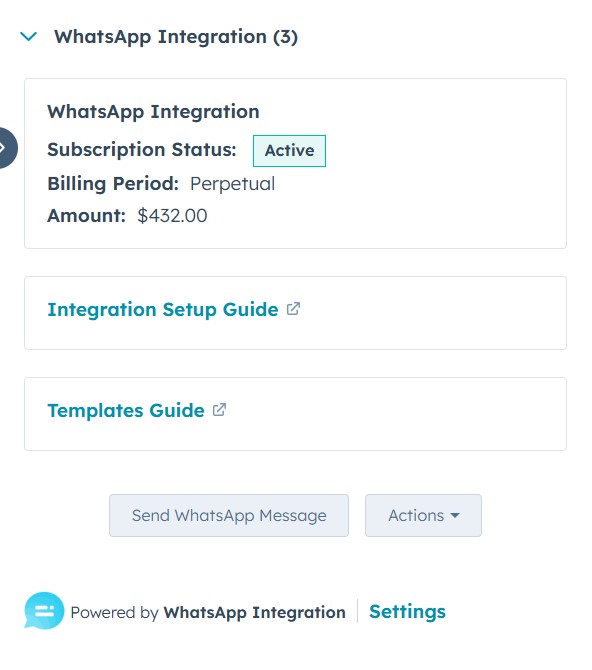 WhatsApp Integration (3)
WhatsApp Integration
Subscription Status: Active
Billing Period: Perpetual
Amount: $432.00
Integration Setup Guide
Templates Guide
Send WhatsApp Message Actions
Powered by WhatsApp Integration Settings